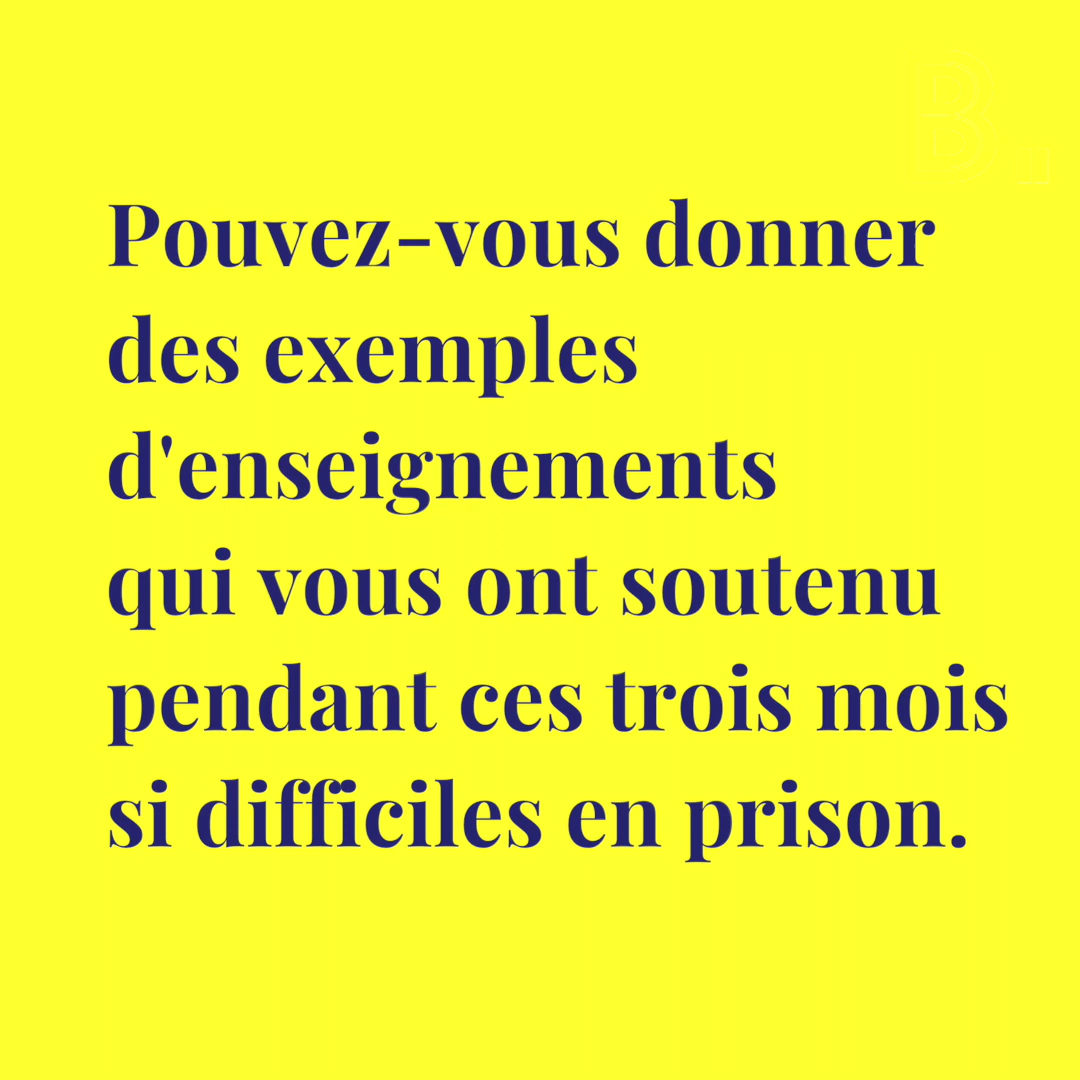 Pouvez-vous donner
des exemples
d'enseignements
qui vous ont soutenu
pendant ces trois mois
si difficiles en prison.